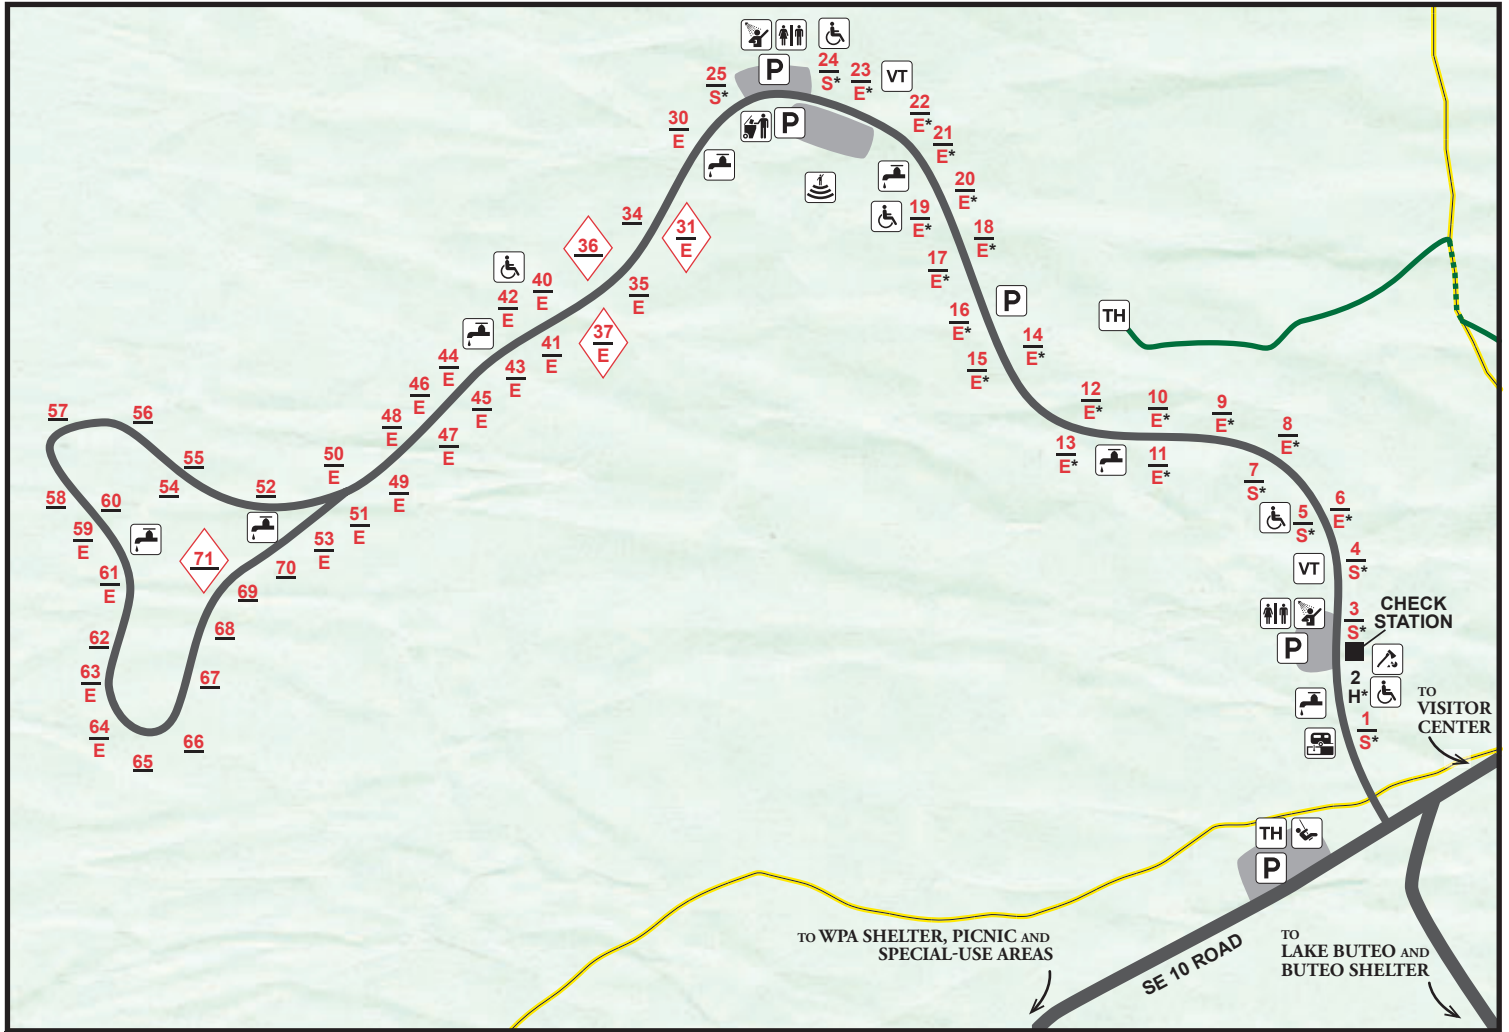 P
24
S*
23
E*
VT
25
S*
22
E*
30
E
P
21
E*
20
E*
19
E*
18
E*
34
31
E
36
17
E*
40
E
42
E
35
E
P
TH
16
E*
37
E
14
E*
41
E
44
E
43
E
15
E*
46
E
45
E
12
E*
10
E*
9
E*
57
56
48
E
47
E
8
E*
13
E*
11
E*
55
50
E
7
S*
54
52
49
E
58
60
6
E*
5
S*
59
E
51
E
53
E
4
S*
71
VT
61
E
70
69
CHECK
STATION
3
S*
62
68
P
63
E
67
2
H*
TO
VISITOR
CENTER
64
E
66
65
1
S*
TH
P
TO WPA SHELTER, PICNIC AND
SPECIAL-USE AREAS
SE 10 ROAD
TO
LAKE BUTEO AND
BUTEO SHELTER